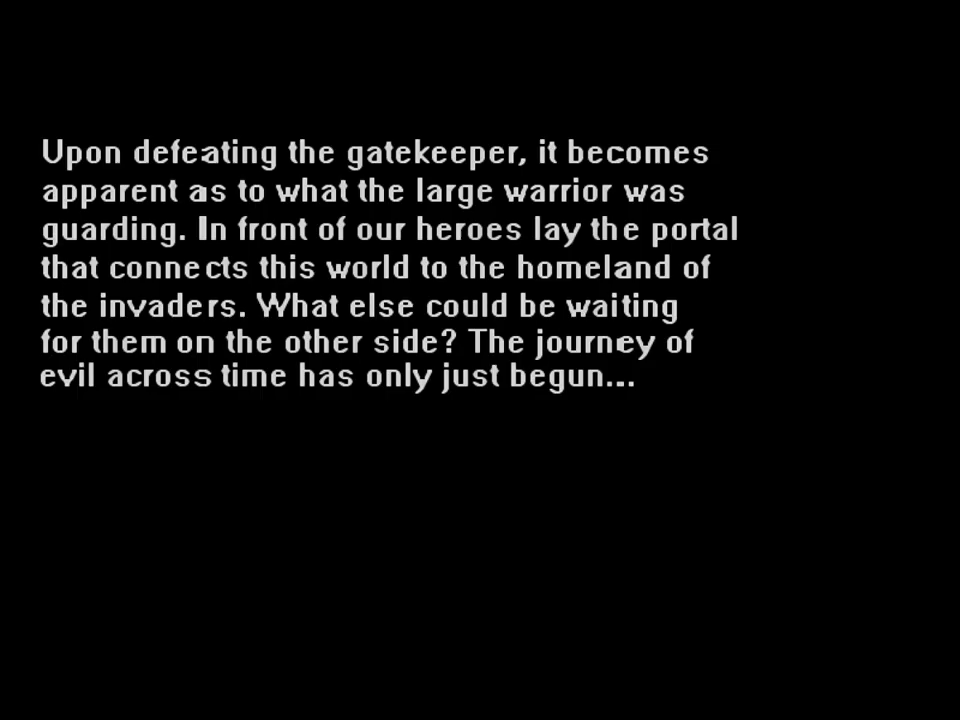 Upon defeating the gatekeeper, it becomes
apparent as to what the large warrior was
guarding. In front of our heroes lay the portal
that connects this world to the homeland of
the invaders. What else could be waiting
for them on the other side? The journey of
evil across time has only just begun...